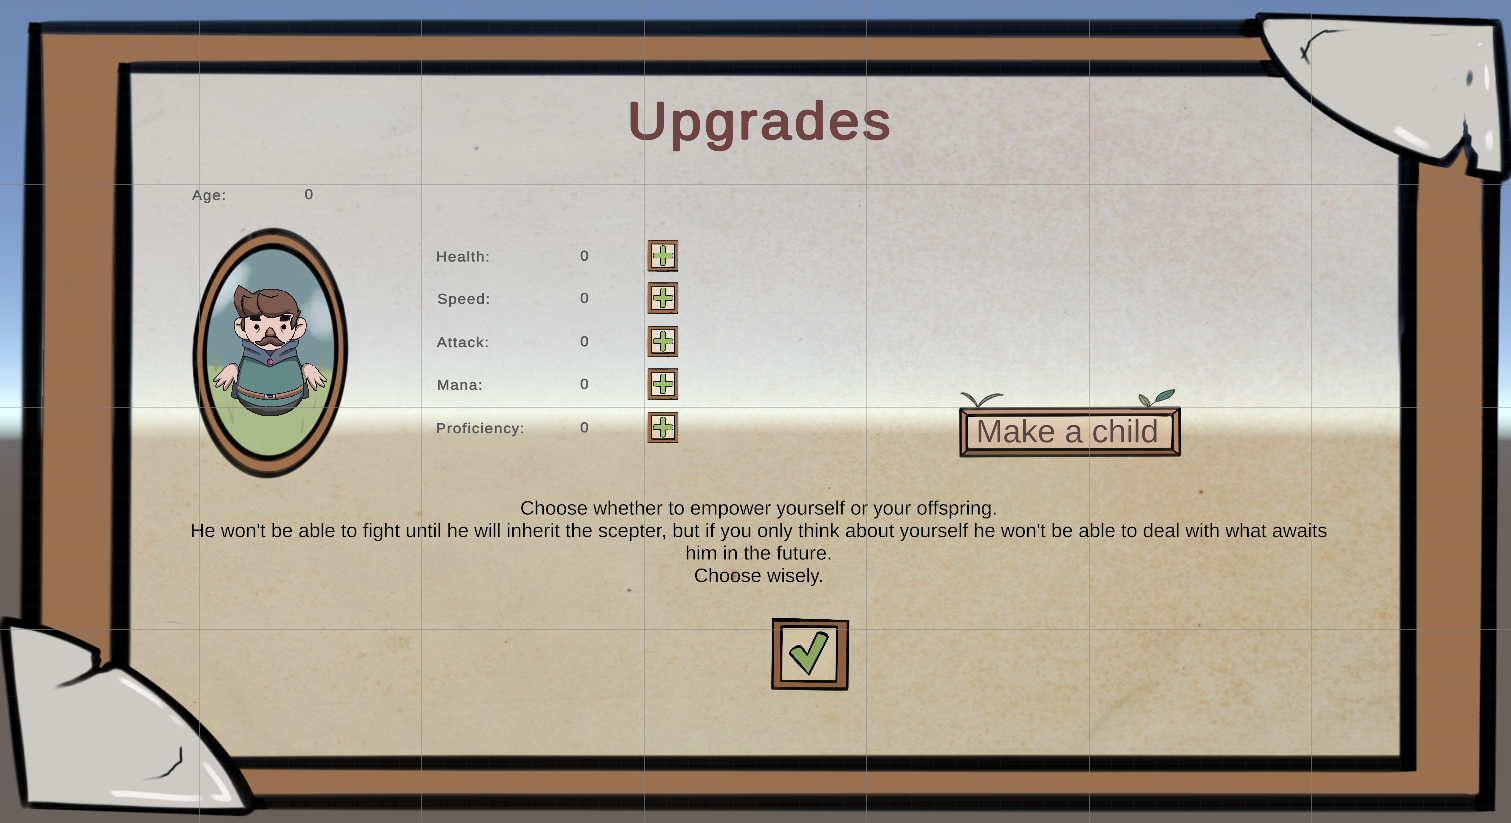 Upgrades
Age: 0
Health: 0
Speed: 0
Attack: 0
Mana: 0
Proficiency: 0
Make a child
Choose whether to empower yourself or your offspring.
He won't be able to fight until he will inherit the scepter, but if you only think about yourself he won't be able to deal with what awaits
him in the future.
Choose wisely.